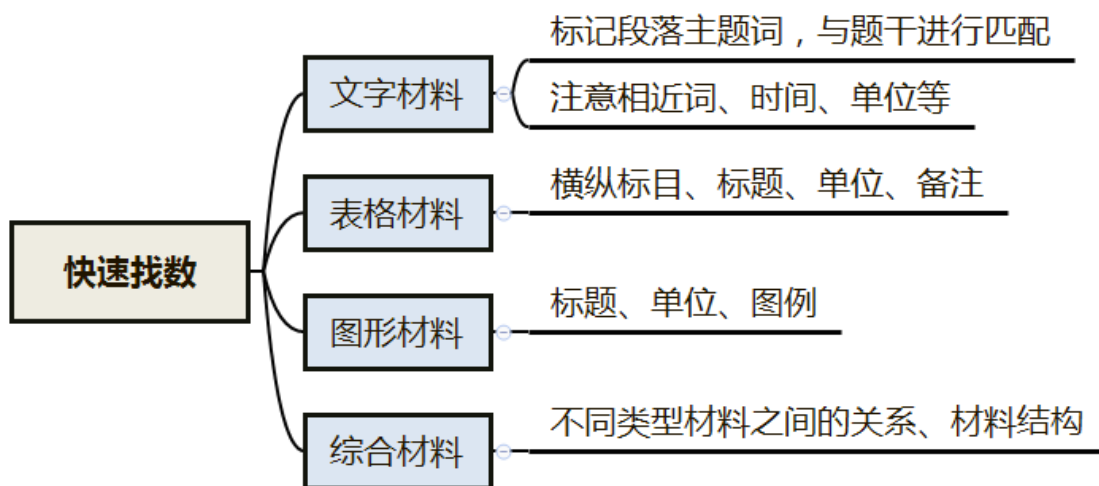 快速找数
文字材料
标记段落主题词，与题干进行匹配
注意相近词、时间、单位等
表格材料
横纵标目、标题、单位、备注
图形材料
标题、单位、图例
综合材料
不同类型材料之间的关系、材料结构